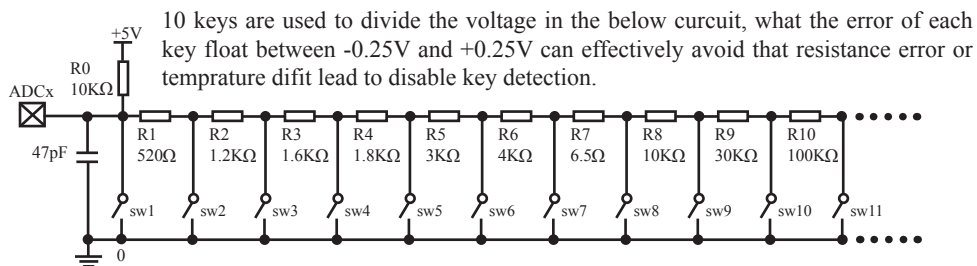 10 keys are used to divide the voltage in the below curcuit, what the error of each
key float between -0.25V and +0.25V can effectively avoid that resistance error or
temprature difit lead to disable key detection.
+5V
R0
10KΩ
ADCx
47pF
R1 R2 R3 R4 R5 R6 R7 R8 R9 R10
520Ω 1.2KΩ 1.6KΩ 1.8KΩ 3KΩ 4KΩ 6.5Ω 10KΩ 30KΩ 100KΩ
sw1 sw2 sw3 sw4 sw5 sw6 sw7 sw8 sw9 sw10 sw11
0